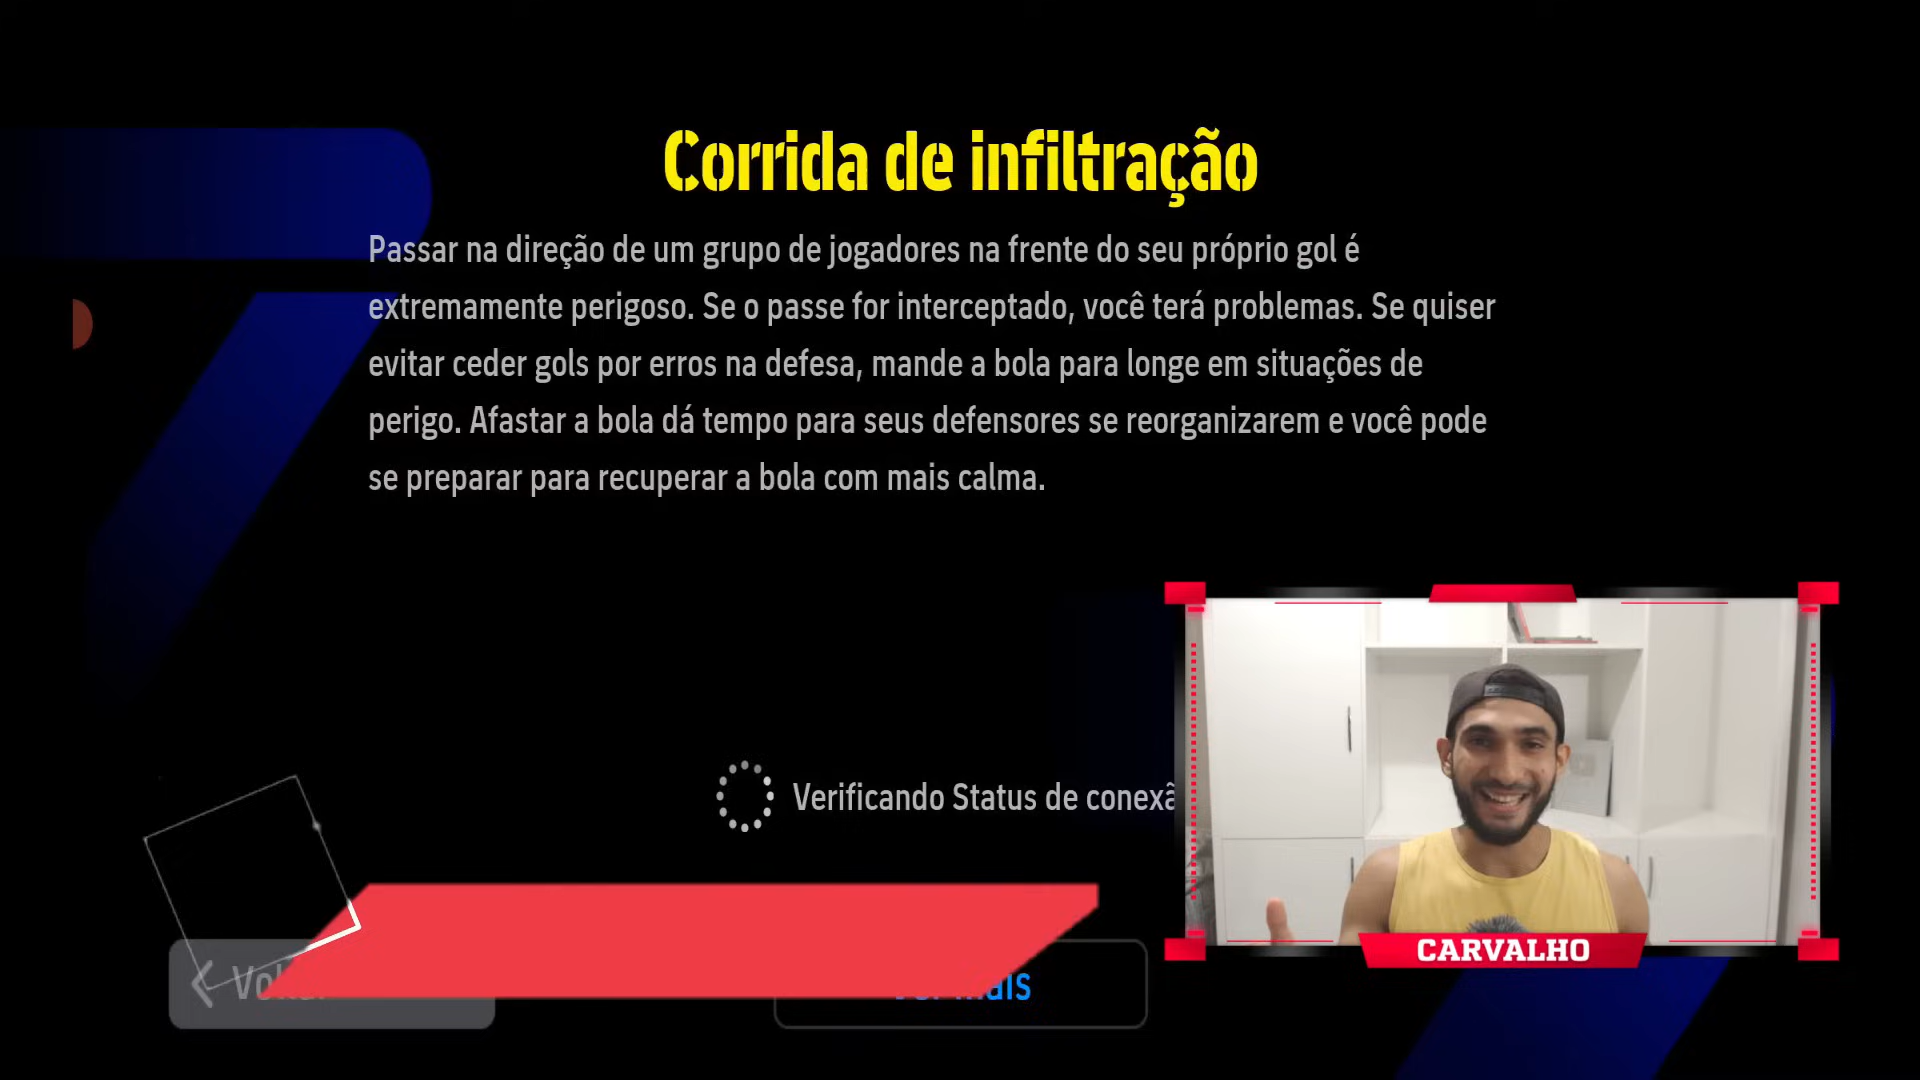 Corrida de infiltração
Passar na direção de um grupo de jogadores na frente do seu próprio gol é
extremamente perigoso. Se o passe for interceptado, você terá problemas. Se quiser
evitar ceder gols por erros na defesa, mande a bola para longe em situações de
perigo. Afastar a bola dá tempo para seus defensores se reorganizarem e você pode
se preparar para recuperar a bola com mais calma.
Verificando Status de
CARVALHO